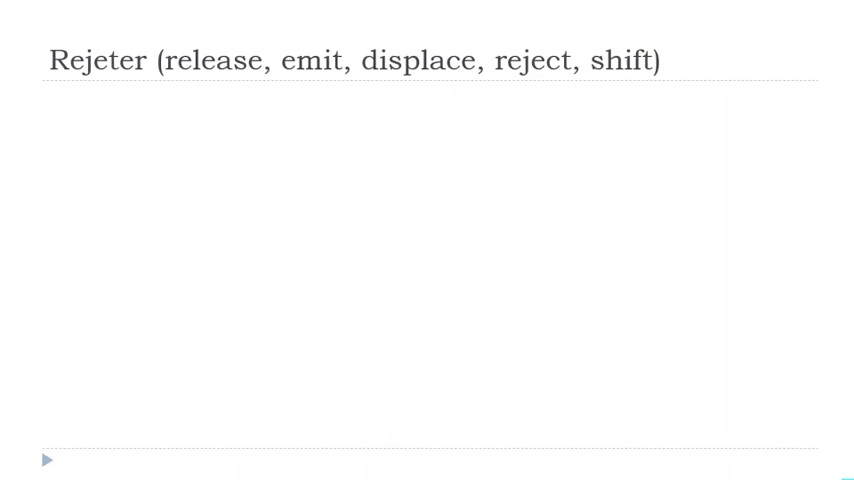 Rejeter (release, emit, displace, reject, shift)